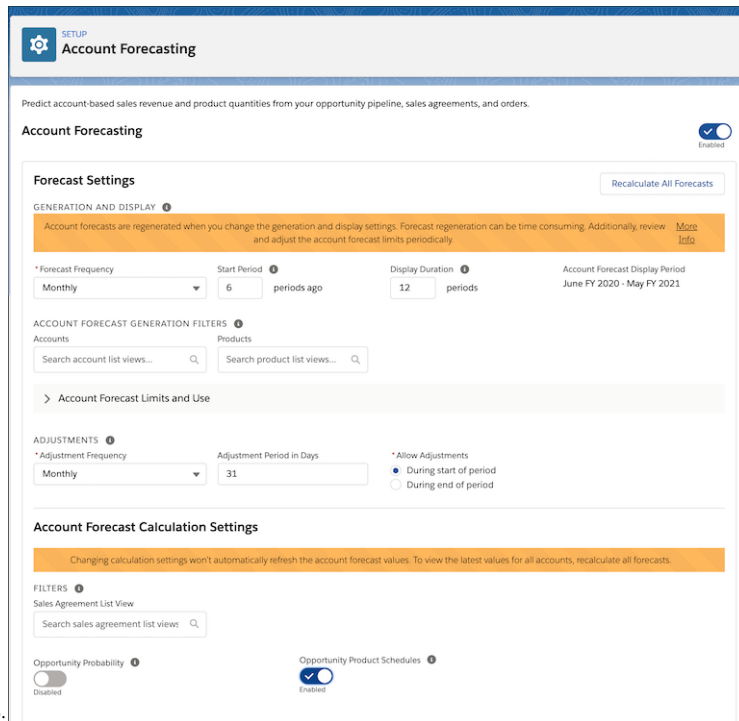 SETUP
Account Forecasting
Predict account-based sales revenue and product quantities from your opportunity pipeline, sales agreements, and orders.
Account Forecasting
Enabled
Forecast Settings
Recalculate All Forecasts
GENERATION AND DISPLAY
Account forecasts are regenerated when you change the generation and display settings. Forecast regeneration can be time consuming. Additionally, review
and adjust the account forecast limits periodically.
More
Info
*Forecast Frequency
Start Period
Display Duration
Account Forecast Display Period
Monthly
6
periods ago
12
periods
June FY 2020 - May FY 2021
ACCOUNT FORECAST GENERATION FILTERS
Accounts
Products
Search account list views...
Search product list views...
Account Forecast Limits and Use
ADJUSTMENTS
*Adjustment Frequency
Adjustment Period in Days
*Allow Adjustments
Monthly
31
During start of period
During end of period
Account Forecast Calculation Settings
Changing calculation settings won't automatically refresh the account forecast values. To view the latest values for all accounts, recalculate all forecasts.
FILTERS
Sales Agreement List View
Search sales agreement list views
Opportunity Probability
Opportunity Product Schedules
Disabled
Enabled
.